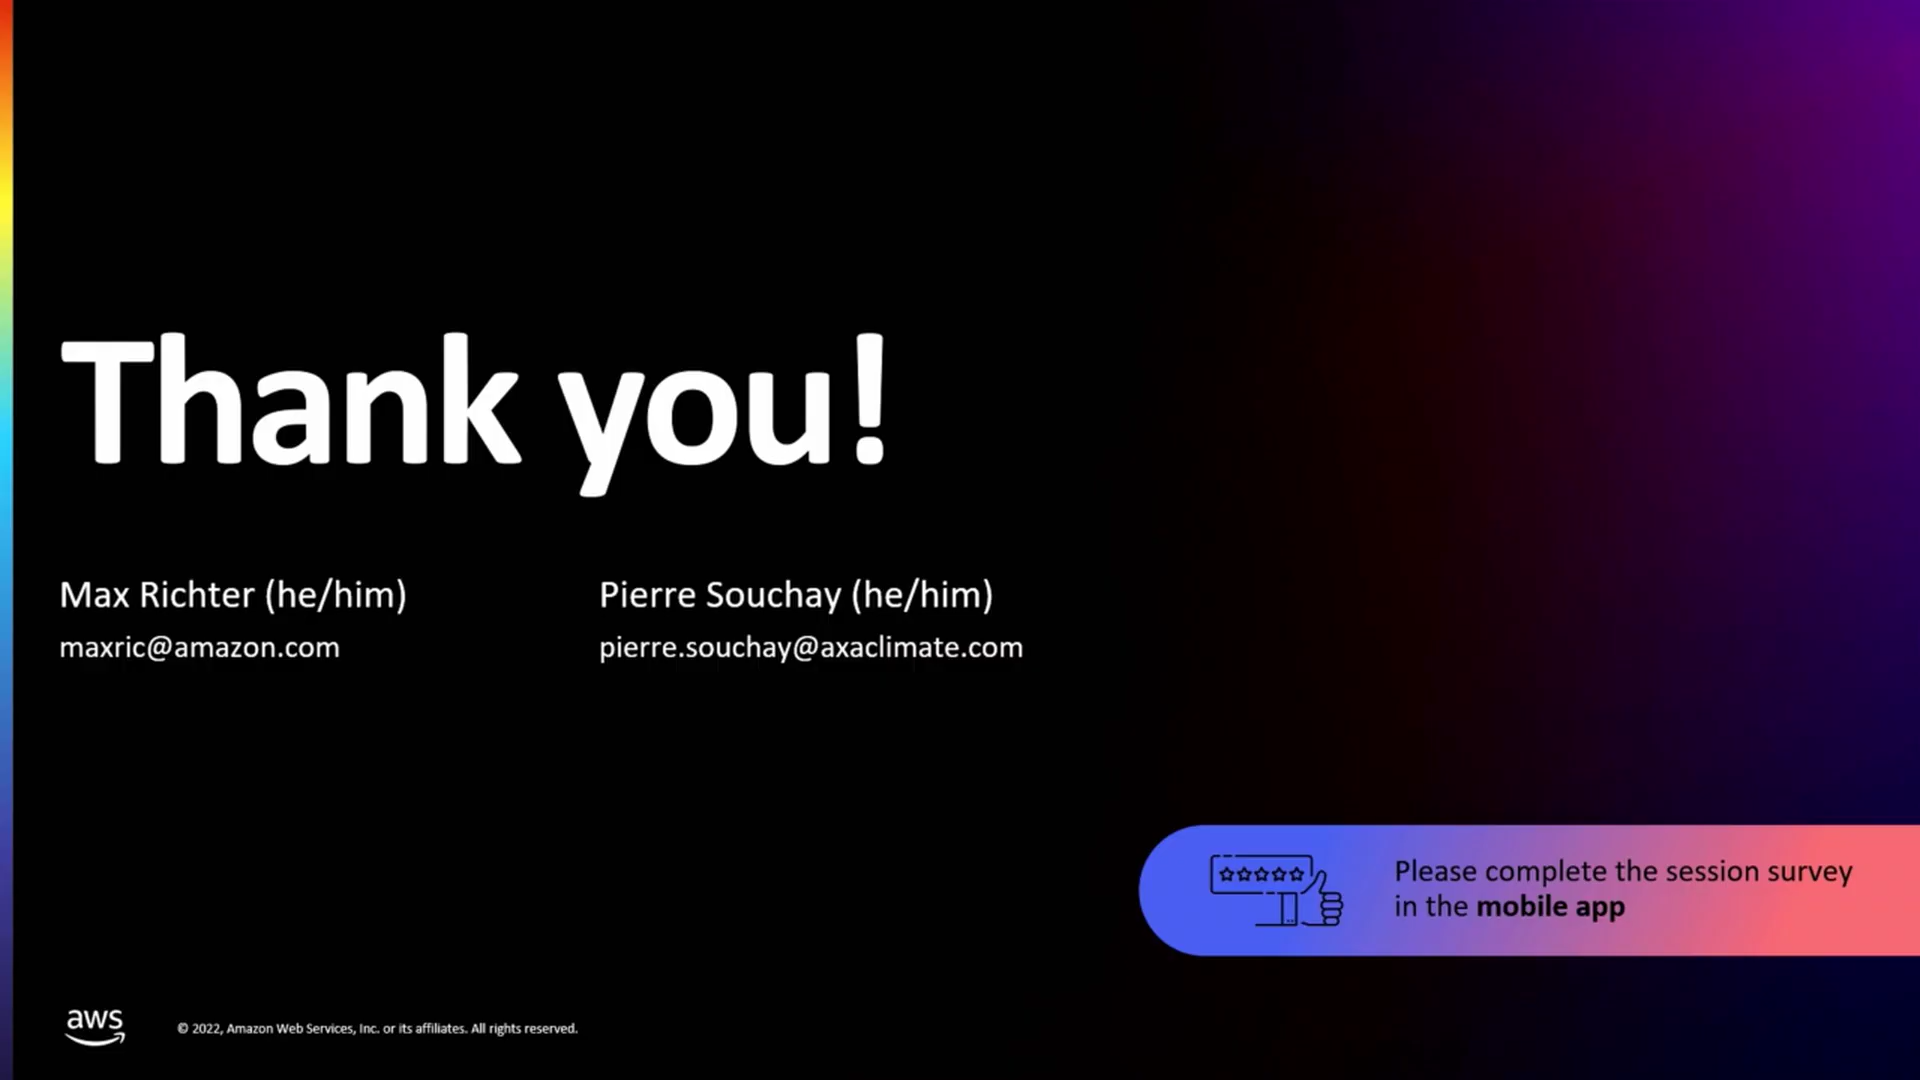 Thank you!
Max Richter (he/him)
maxric@amazon.com
Pierre Souchay (he/him)
pierre.souchay@axaclimate.com
Please complete the session survey
in the mobile app
aws
© 2022, Amazon Web Services, Inc. or its affiliates. All rights reserved.